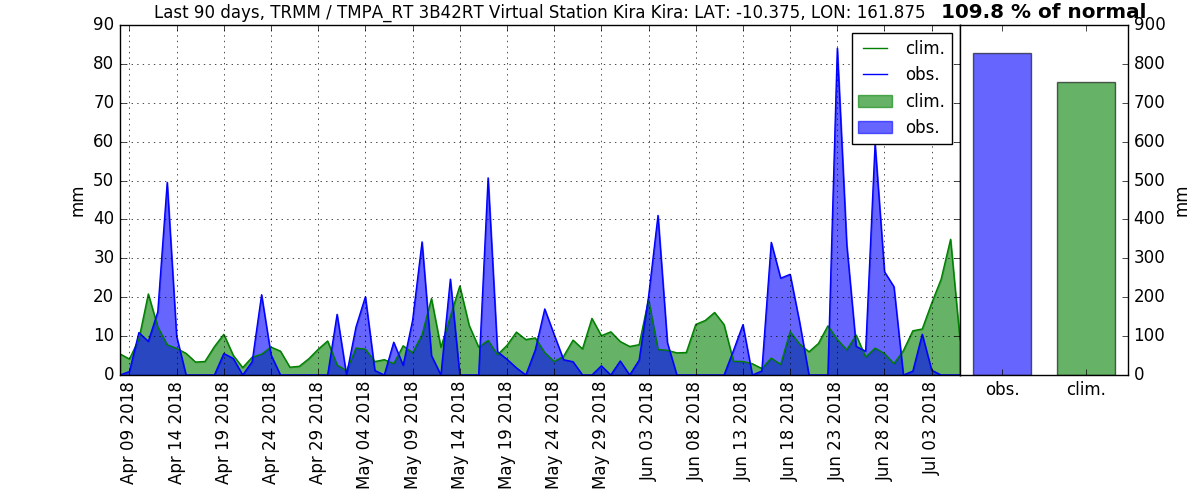 Last 90 days, TRMM / TMPA_RT 3B42RT Virtual Station Kira Kira: LAT: -10.375, LON: 161.875 109.8 % of normal
90 900
80 800
70 700
60 600
50 500
40 400
30 300
20 200
10 100
0 0
mm
mm
clim.
obs.
clim.
obs.
obs. clim.
Apr 09 2018
Apr 14 2018
Apr 19 2018
Apr 24 2018
Apr 29 2018
May 04 2018
May 09 2018
May 14 2018
May 19 2018
May 24 2018
May 29 2018
Jun 03 2018
Jun 08 2018
Jun 13 2018
Jun 18 2018
Jun 23 2018
Jun 28 2018
Jul 03 2018